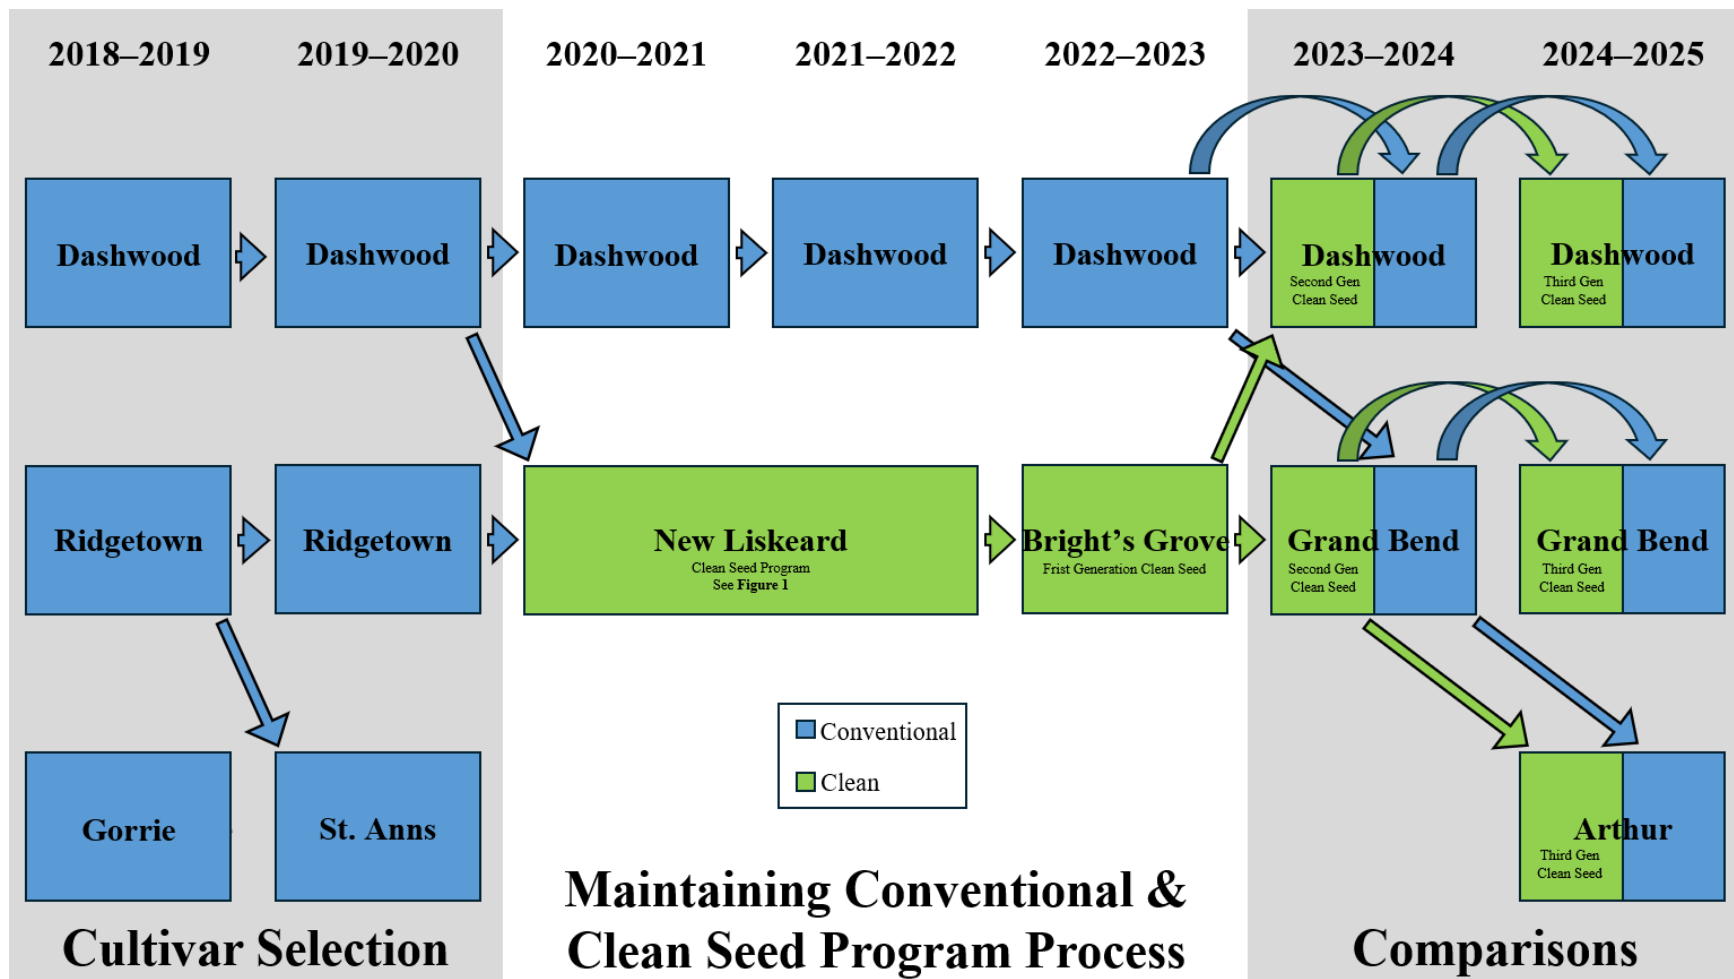 2018–2019
2019–2020
2020–2021
2021–2022
2022–2023
2023–2024
2024–2025
Dashwood
Dashwood
Dashwood
Dashwood
Dashwood
Dashwood
Second Gen
Clean Seed
Dashwood
Third Gen
Clean Seed
Ridgetown
Ridgetown
New Liskeard
Clean Seed Program
See Figure 1
Bright's Grove
Frist Generation Clean Seed
Grand Bend
Second Gen
Clean Seed
Grand Bend
Third Gen
Clean Seed
Gorrie
St. Anns
Conventional
Clean
Arthur
Third Gen
Clean Seed
Cultivar Selection
Maintaining Conventional &
Clean Seed Program Process
Comparisons